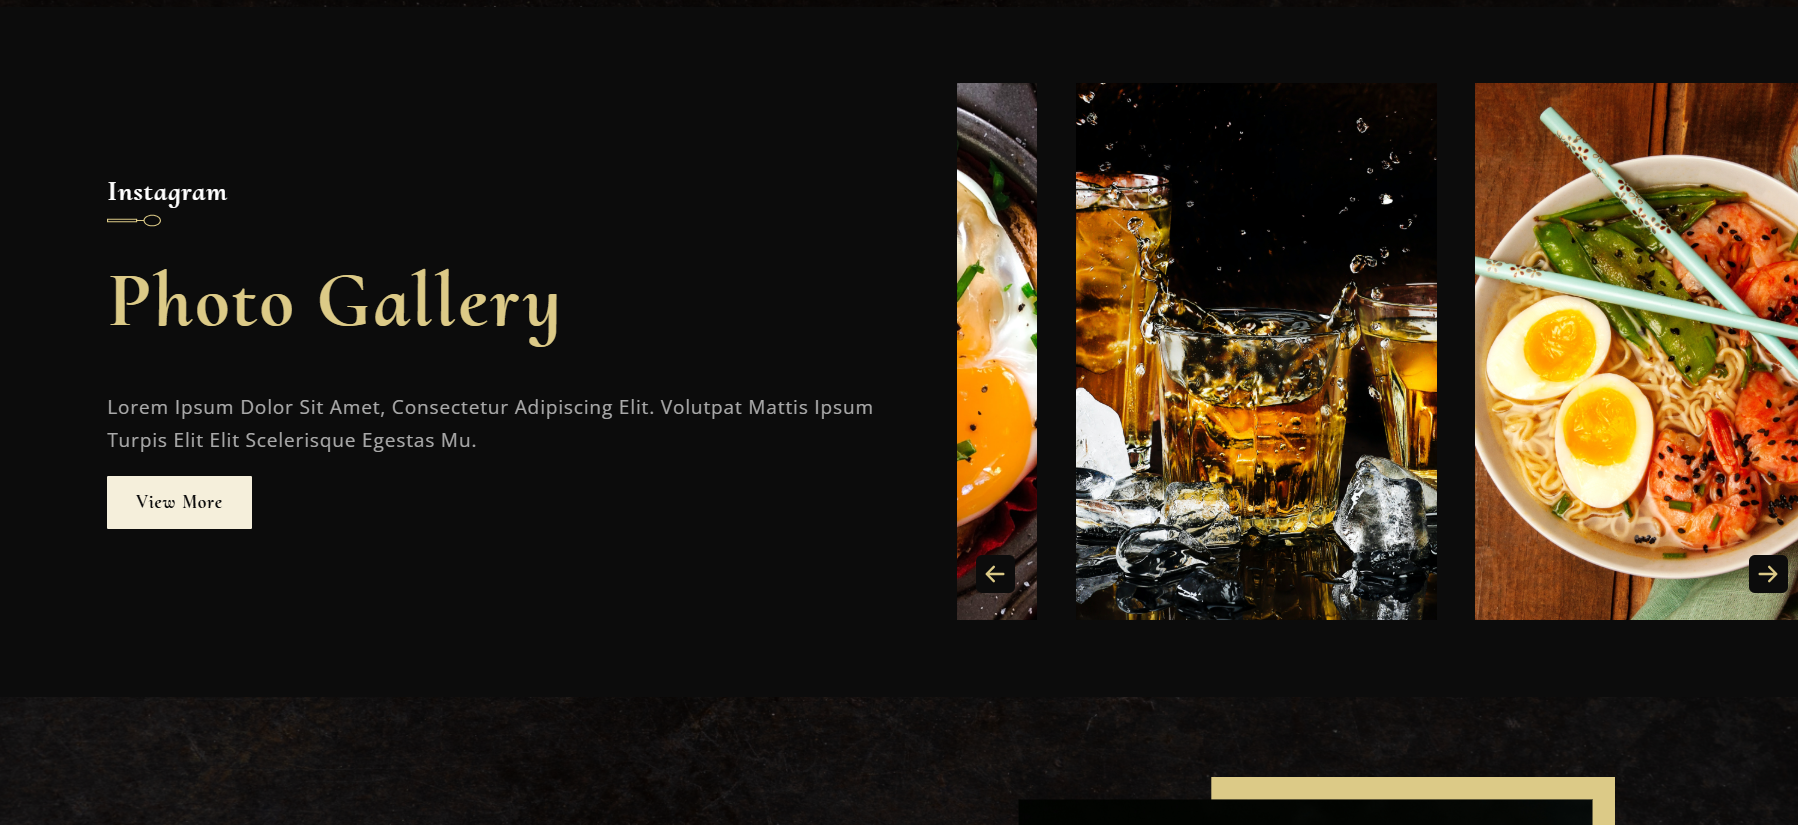 Instagram
Photo Gallery
Lorem Ipsum Dolor Sit Amet, Consectetur Adipiscing Elit. Volutpat Mattis Ipsum
Turpis Elit Elit Scelerisque Egestas Mu.
View More